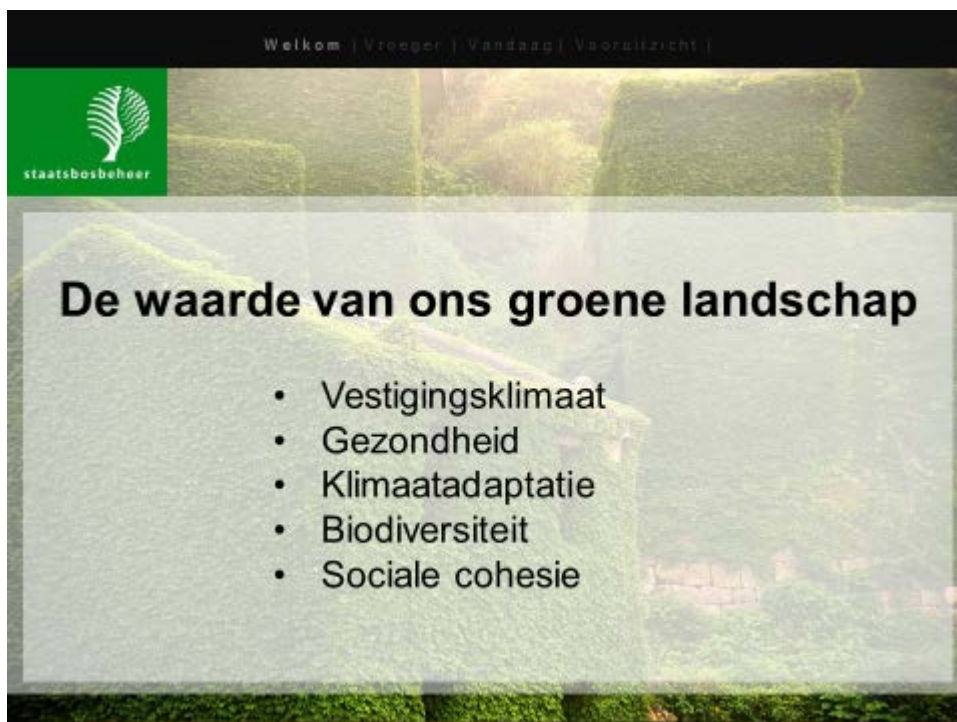 Welkom | Vroeger | Vandaag | Vooruitzicht |
staatsbosbeheer
De waarde van ons groene landschap
• Vestigingsklimaat
• Gezondheid
• Klimaatadaptatie
• Biodiversiteit
• Sociale cohesie